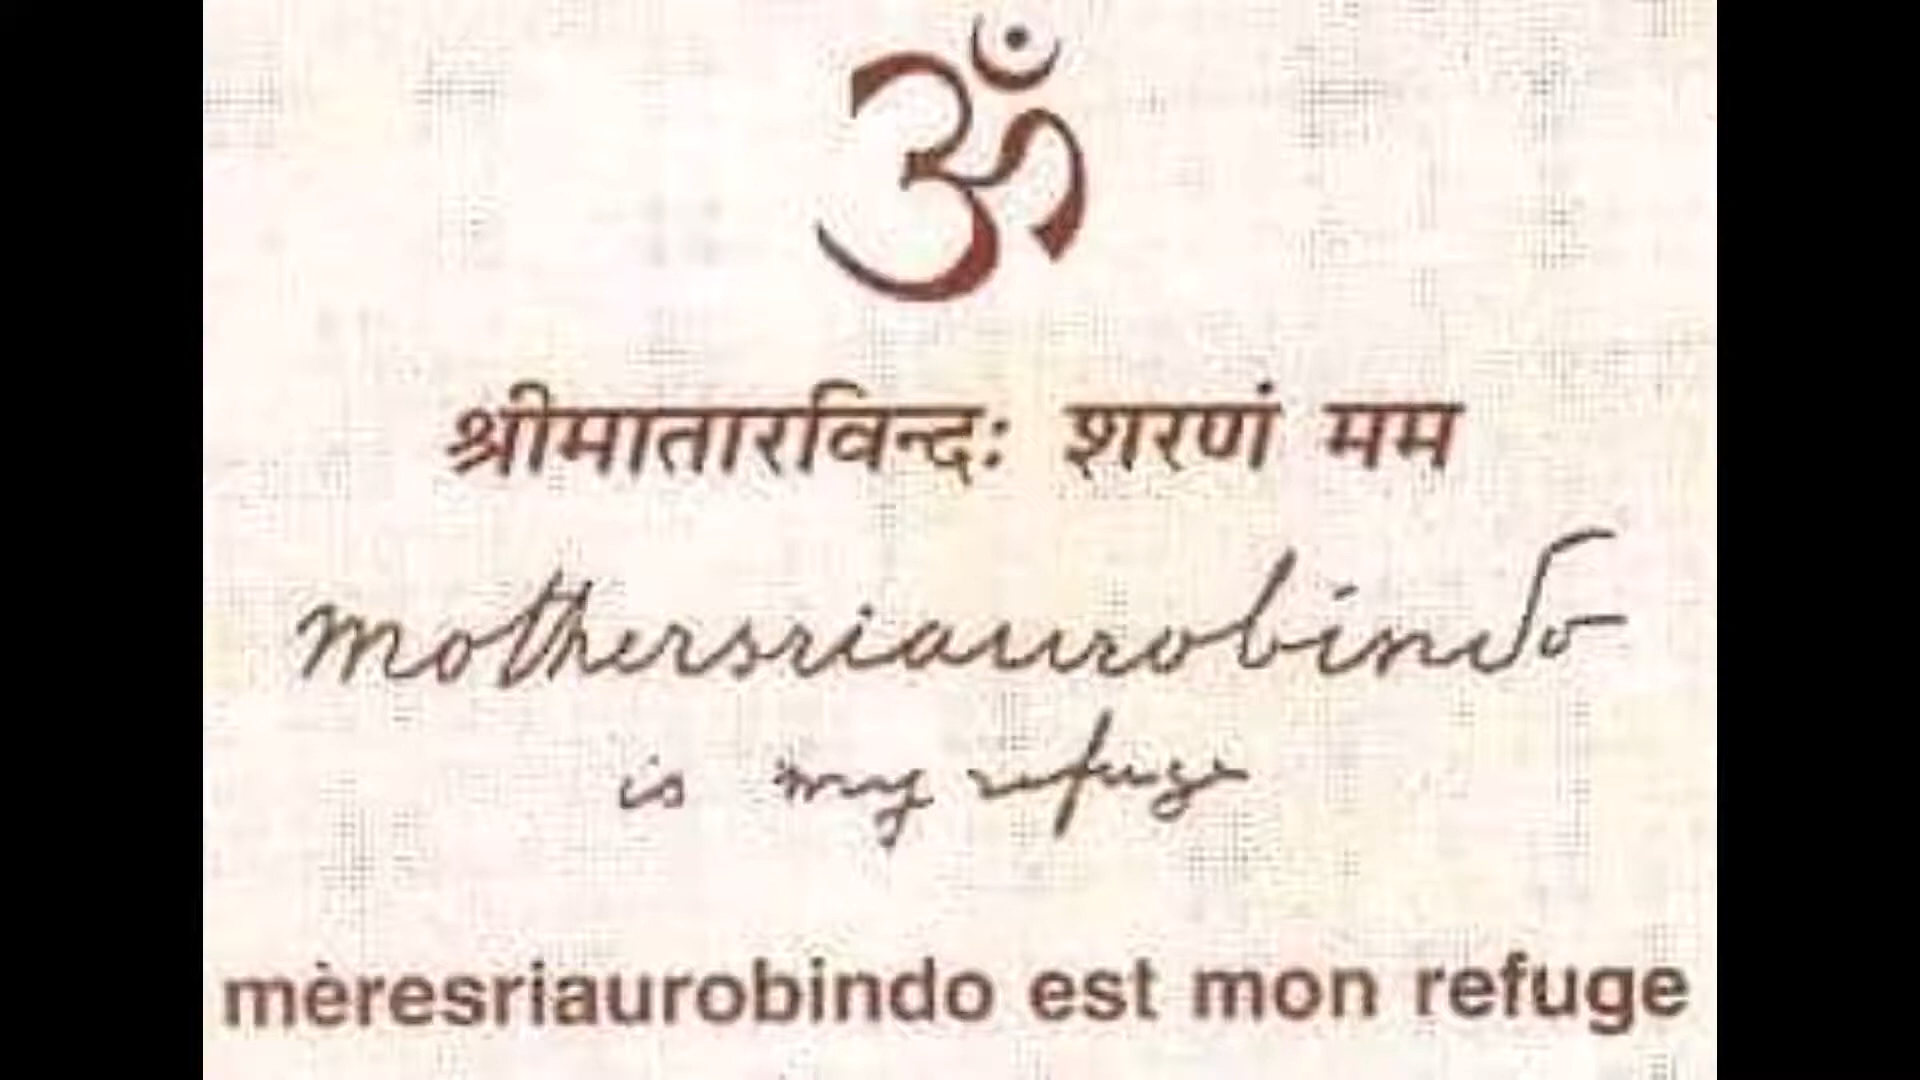 ॐ
श्रीमातारविन्दः शरणं मम
mothersriaurobindo
is my refuge
mèresriaurobindo est mon refuge